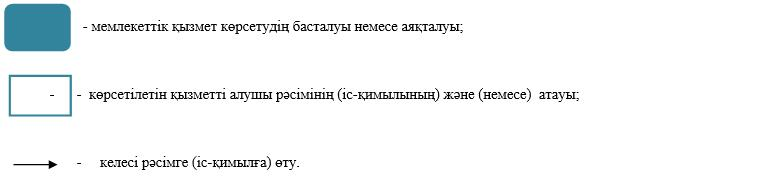 - мемлекеттік қызмет көрсетудің басталуы немесе аяқталуы;
- - көрсетілетін қызметті алушы рәсімінің (іс-қимылының) және (немесе) атауы;
- келесі рәсімге (іс-қимылға) өту.